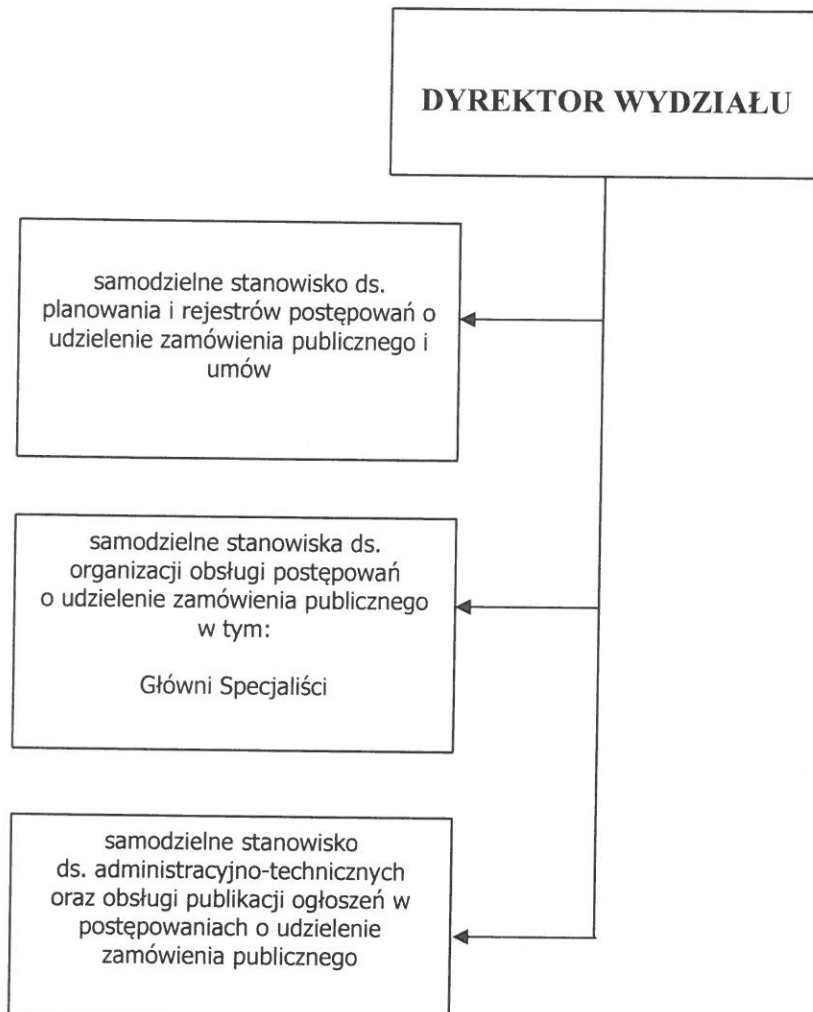 DYREKTOR WYDZIAŁU
samodzielne stanowisko ds.
planowania i rejestrów postępowań o
udzielenie zamówienia publicznego i
umów
samodzielne stanowiska ds.
organizacji obsługi postępowań
o udzielenie zamówienia publicznego
w tym:
Główni Specjaliści
samodzielne stanowisko
ds. administracyjno-technicznych
oraz obsługi publikacji ogłoszeń w
postępowaniach o udzielenie
zamówienia publicznego